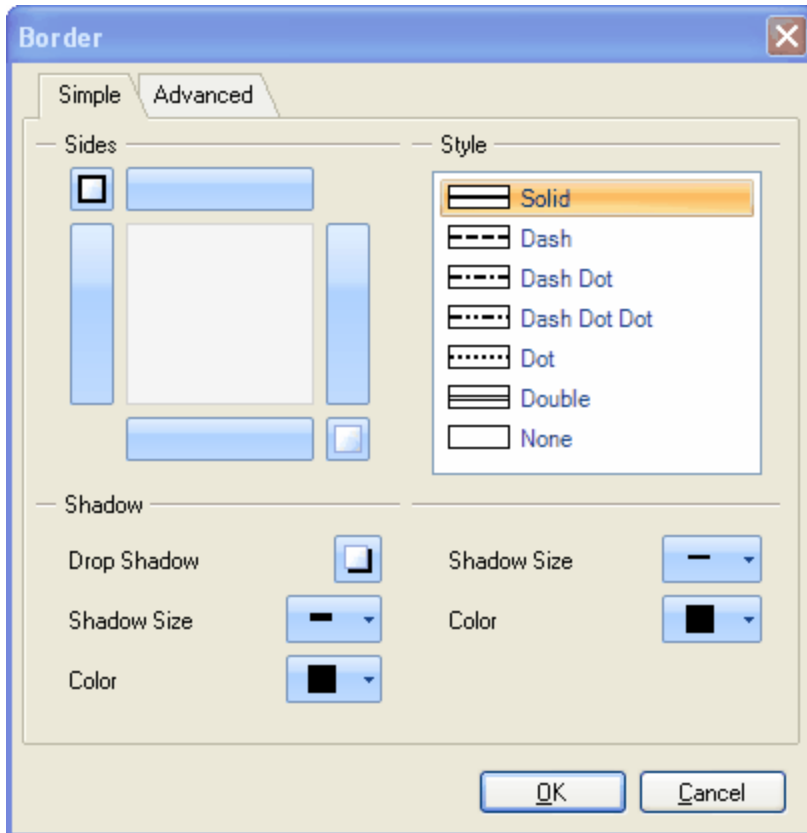 Border
Simple Advanced
Sides
Style
Solid
Dash
Dash Dot
Dash Dot Dot
Dot
Double
None
Shadow
Drop Shadow
Shadow Size
Shadow Size
Color
Color
OK
Cancel